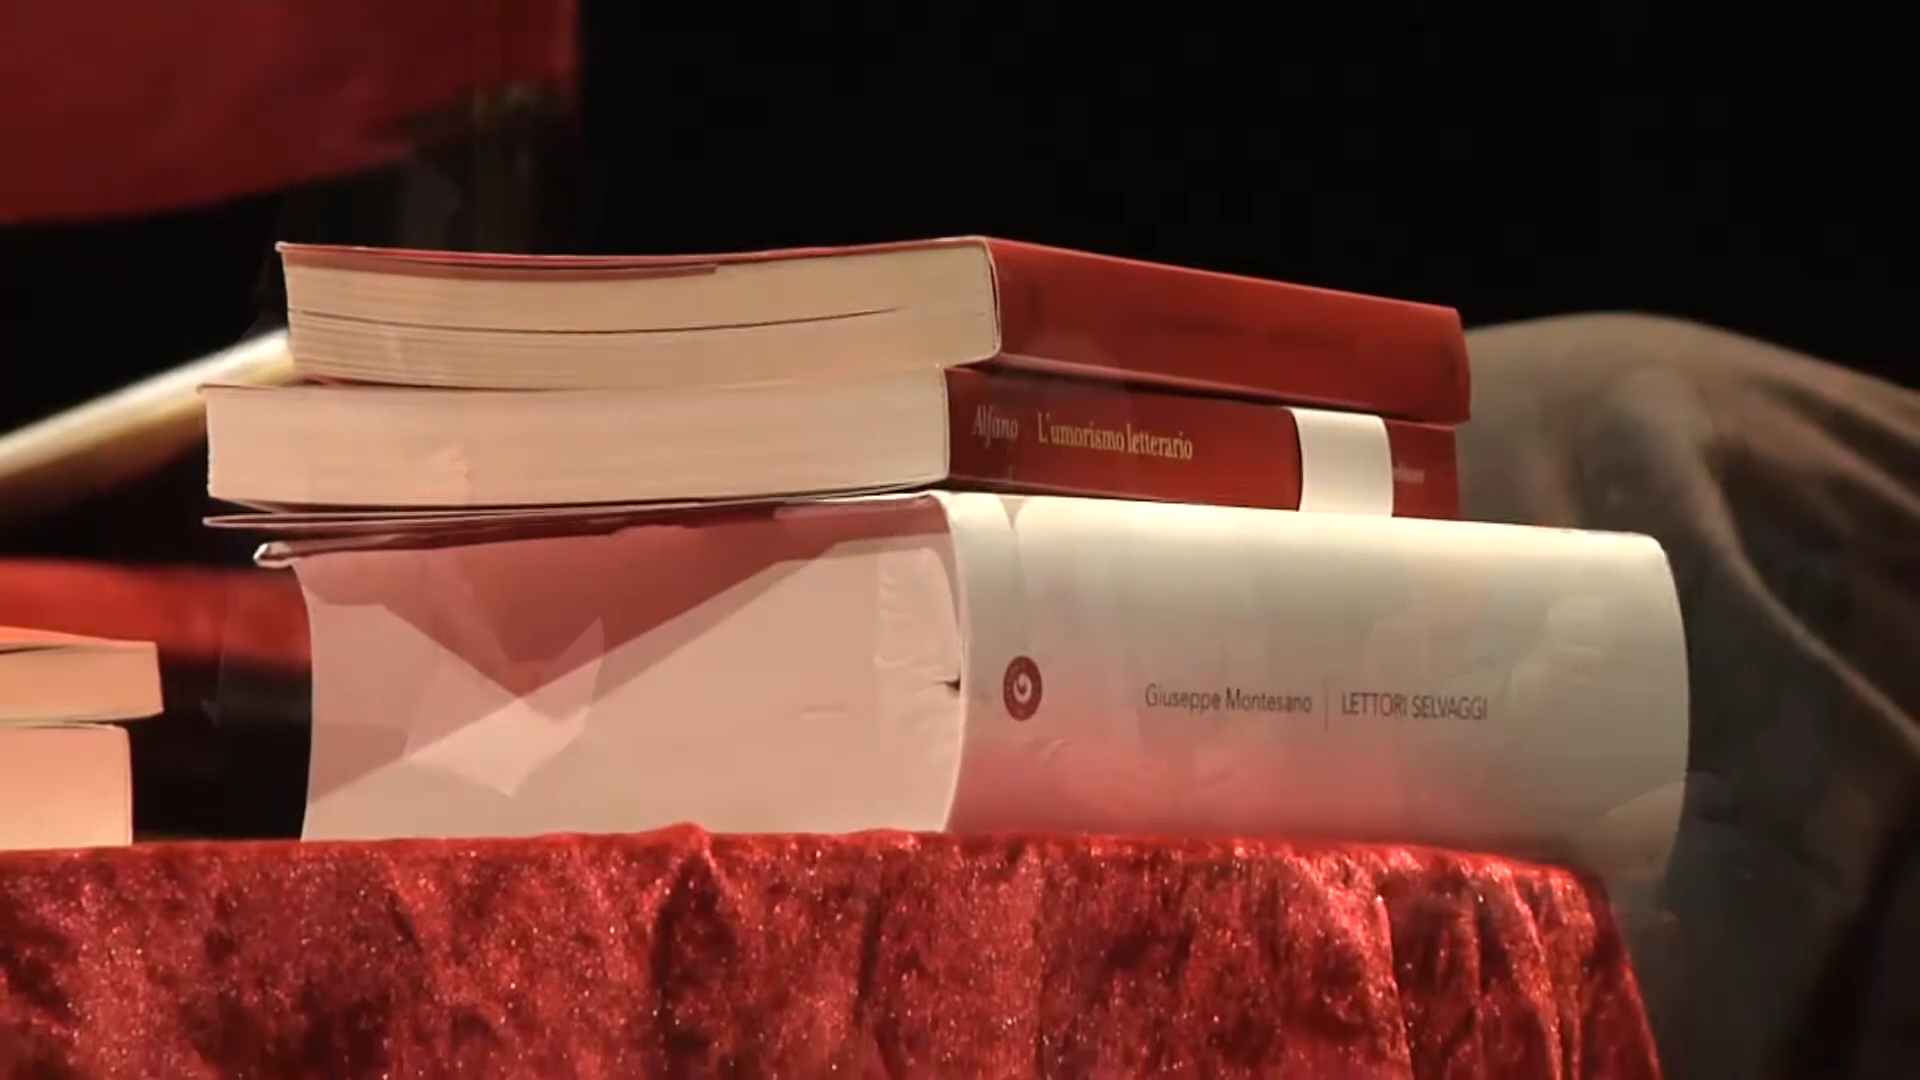 Alfano L'umorismo letterario
Giuseppe Montesano | LETTORI SELVAGGI